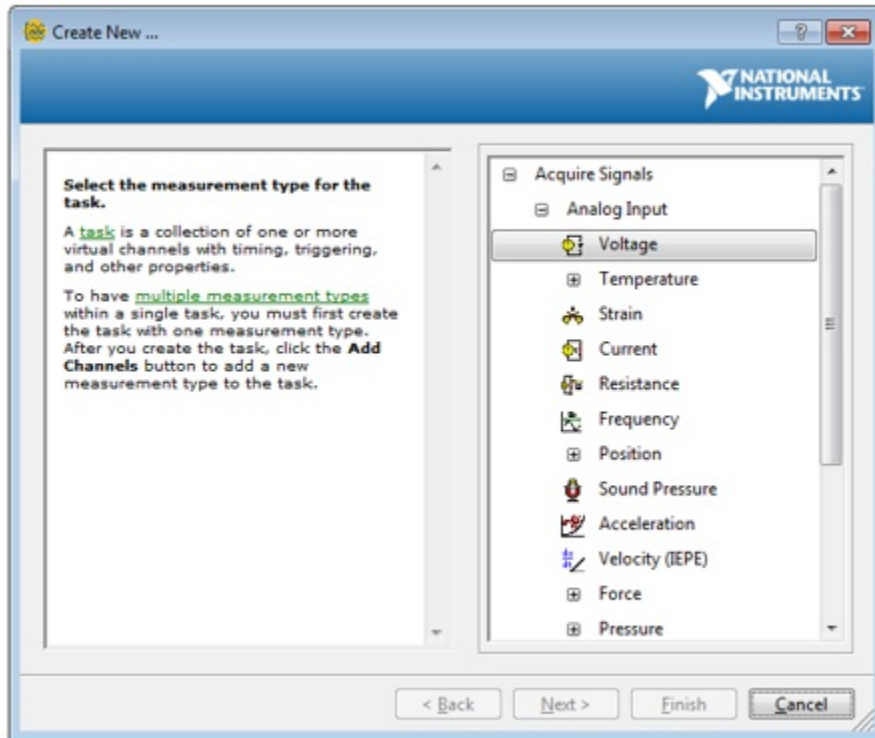 Create New ...
NATIONAL
INSTRUMENTS
Select the measurement type for the
task.
A task is a collection of one or more
virtual channels with timing, triggering,
and other properties.
To have multiple measurement types
within a single task, you must first create
the task with one measurement type.
After you create the task, click the Add
Channels button to add a new
measurement type to the task.
Acquire Signals
Analog Input
Voltage
Temperature
Strain
Current
Resistance
Frequency
Position
Sound Pressure
Acceleration
Velocity (IEPE)
Force
Pressure
< Back
Next >
Finish
Cancel